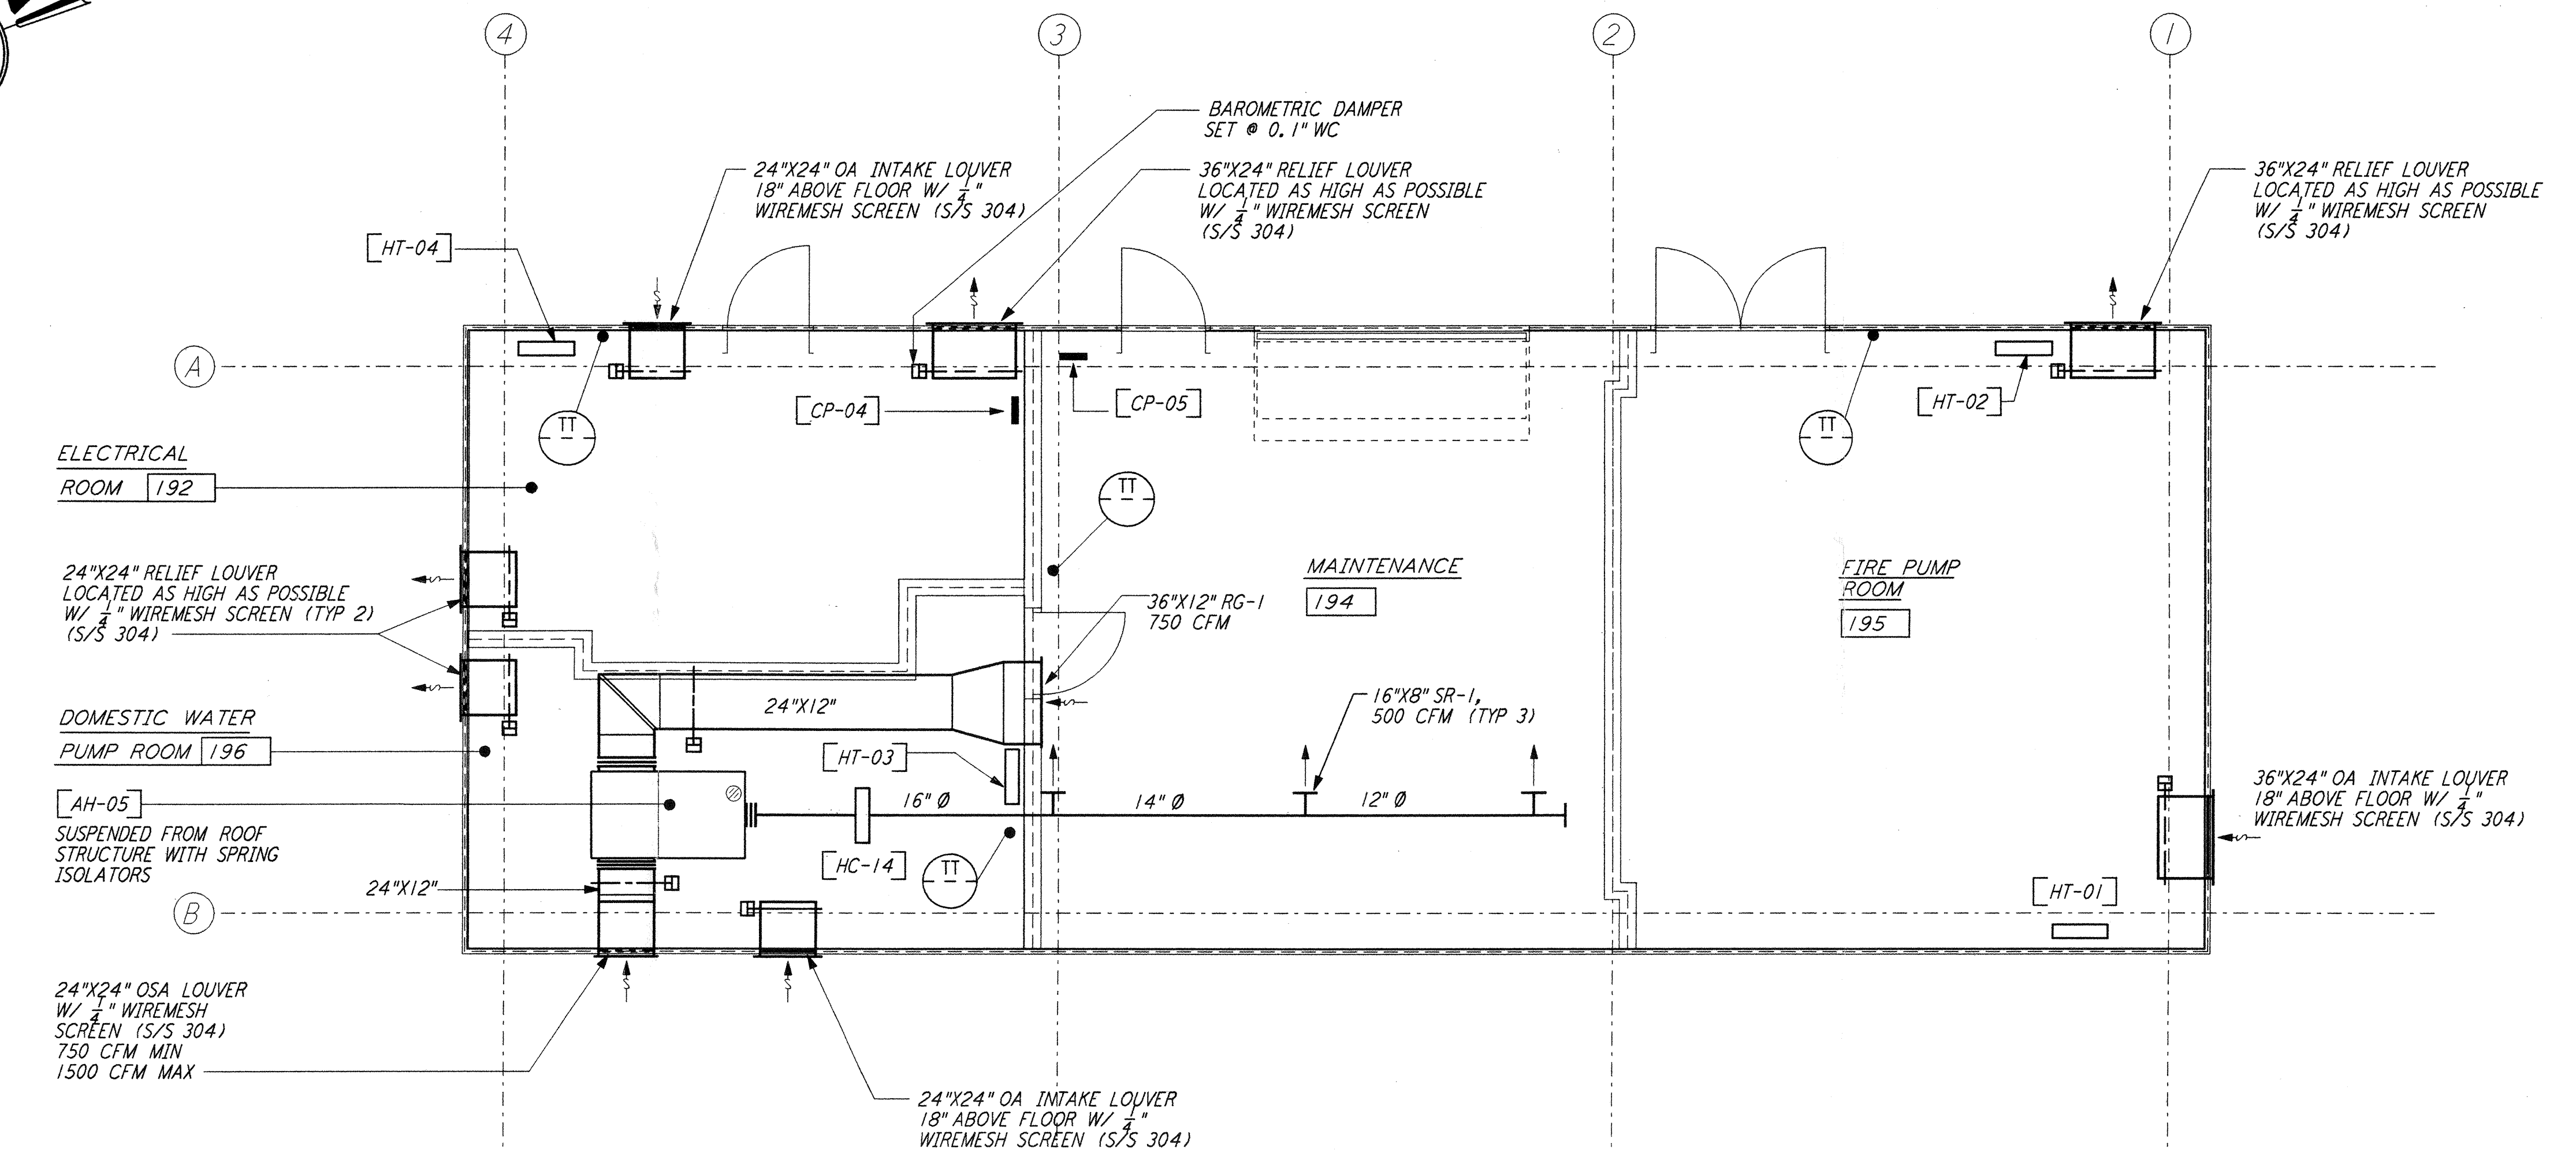 4
3
2
1
BAROMETRIC DAMPER
SET @ 0.1" WC
24"X24" OA INTAKE LOUVER
18" ABOVE FLOOR W/ 1/4"
WIREMESH SCREEN (S/S 304)
36"X24" RELIEF LOUVER
LOCATED AS HIGH AS POSSIBLE
W/ 1/4" WIREMESH SCREEN
(S/S 304)
36"X24" RELIEF LOUVER
LOCATED AS HIGH AS POSSIBLE
W/ 1/4" WIREMESH SCREEN
(S/S 304)
[HT-04]
A
[CP-04]
[CP-05]
[HT-02]
TT
TT
ELECTRICAL
ROOM 192
TT
24"X24" RELIEF LOUVER
LOCATED AS HIGH AS POSSIBLE
W/ 1/4" WIREMESH SCREEN (TYP 2)
(S/S 304)
36"X12" RG-1
750 CFM
MAINTENANCE
194
FIRE PUMP
ROOM
195
24"X12"
16"X8" SR-1,
500 CFM (TYP 3)
DOMESTIC WATER
PUMP ROOM 196
[HT-03]
[AH-05]
SUSPENDED FROM ROOF
STRUCTURE WITH SPRING
ISOLATORS
16" Ø
14" Ø
12" Ø
36"X24" OA INTAKE LOUVER
18" ABOVE FLOOR W/ 1/4"
WIREMESH SCREEN (S/S 304)
[HC-14]
TT
24"X12"
[HT-01]
B
24"X24" OSA LOUVER
W/ 1/4" WIREMESH
SCREEN (S/S 304)
750 CFM MIN
1500 CFM MAX
24"X24" OA INTAKE LOUVER
18" ABOVE FLOOR W/ 1/4"
WIREMESH SCREEN (S/S 304)